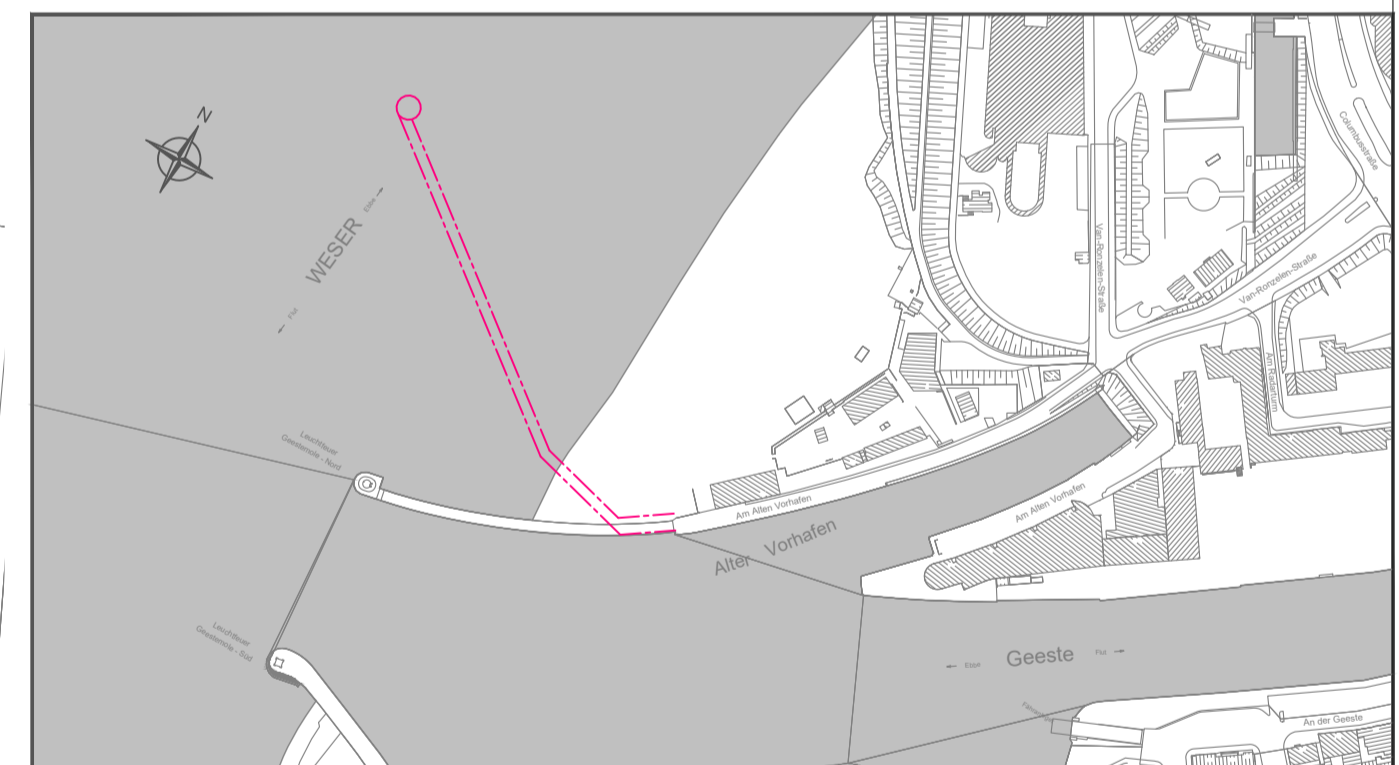 N
Columbusstraße
Ebbe
WESER
Flut
Van-Ronzelen-Straße
Van-Ronzelen-Straße
Am Radarturm
Leuchtfeuer
Geestemole - Nord
Am Alten Vorhafen
Am Alten Vorhafen
Alter Vorhafen
Leuchtfeuer
Geestemole - Süd
Ebbe
Geeste
Flut
An der Geeste